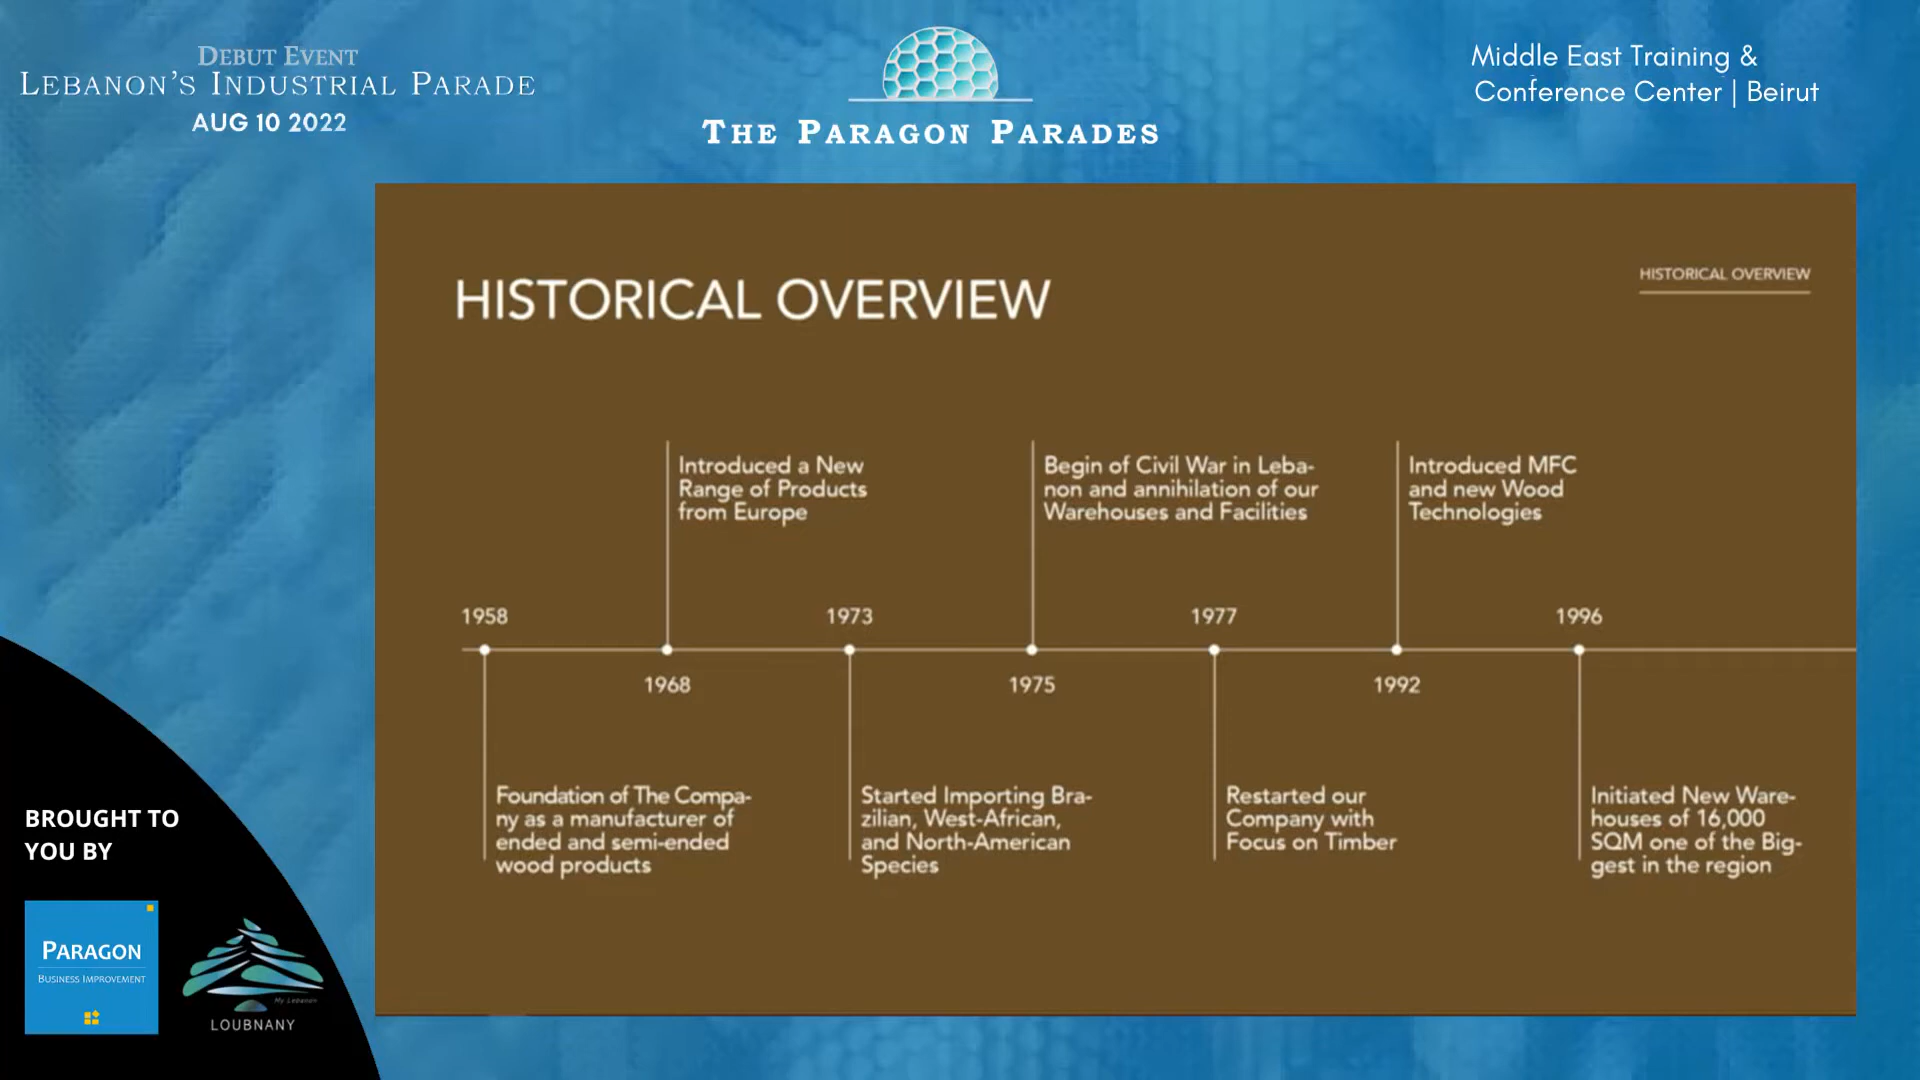 DEBUT EVENT
LEBANON'S INDUSTRIAL PARADE
AUG 10 2022
THE PARAGON PARADES
Middle East Training &
Conference Center | Beirut
HISTORICAL OVERVIEW
HISTORICAL OVERVIEW
Introduced a New
Range of Products
from Europe
Begin of Civil War in Leba-
non and annihilation of our
Warehouses and Facilities
Introduced MFC
and new Wood
Technologies
1958
1973
1977
1996
1968
1975
1992
Foundation of The Compa-
ny as a manufacturer of
ended and semi-ended
wood products
Started Importing Bra-
zilian, West-African,
and North-American
Species
Restarted our
Company with
Focus on Timber
Initiated New Ware-
houses of 16,000
SQM one of the Big-
gest in the region
BROUGHT TO
YOU BY
PARAGON
BUSINESS IMPROVEMENT
My Lebanon
LOUBNANY